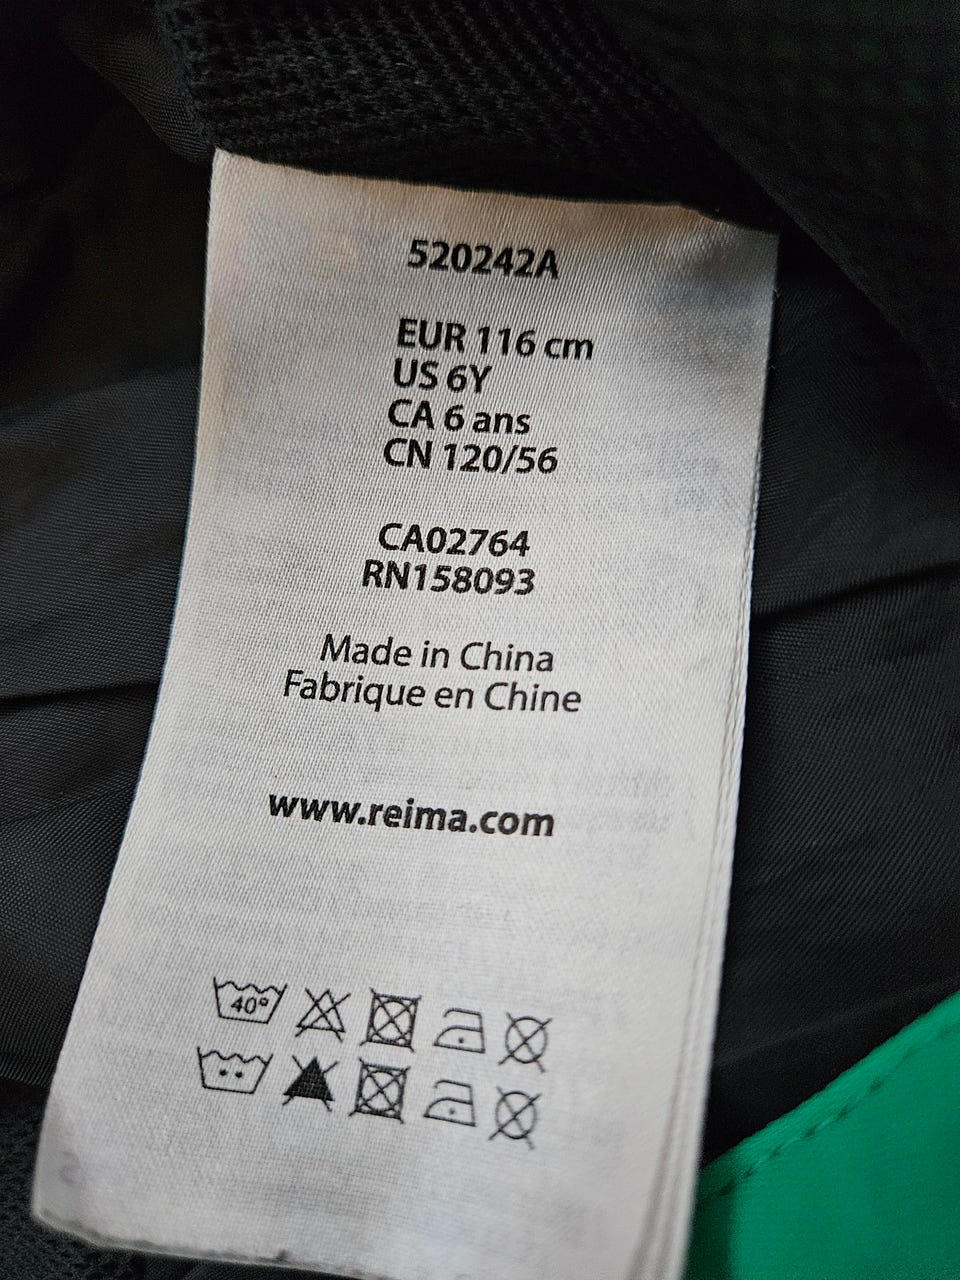 520242A
EUR 116 cm
US 6Y
CA 6 ans
CN 120/56
CA02764
RN158093
Made in China
Fabrique en Chine
www.reima.com
40°